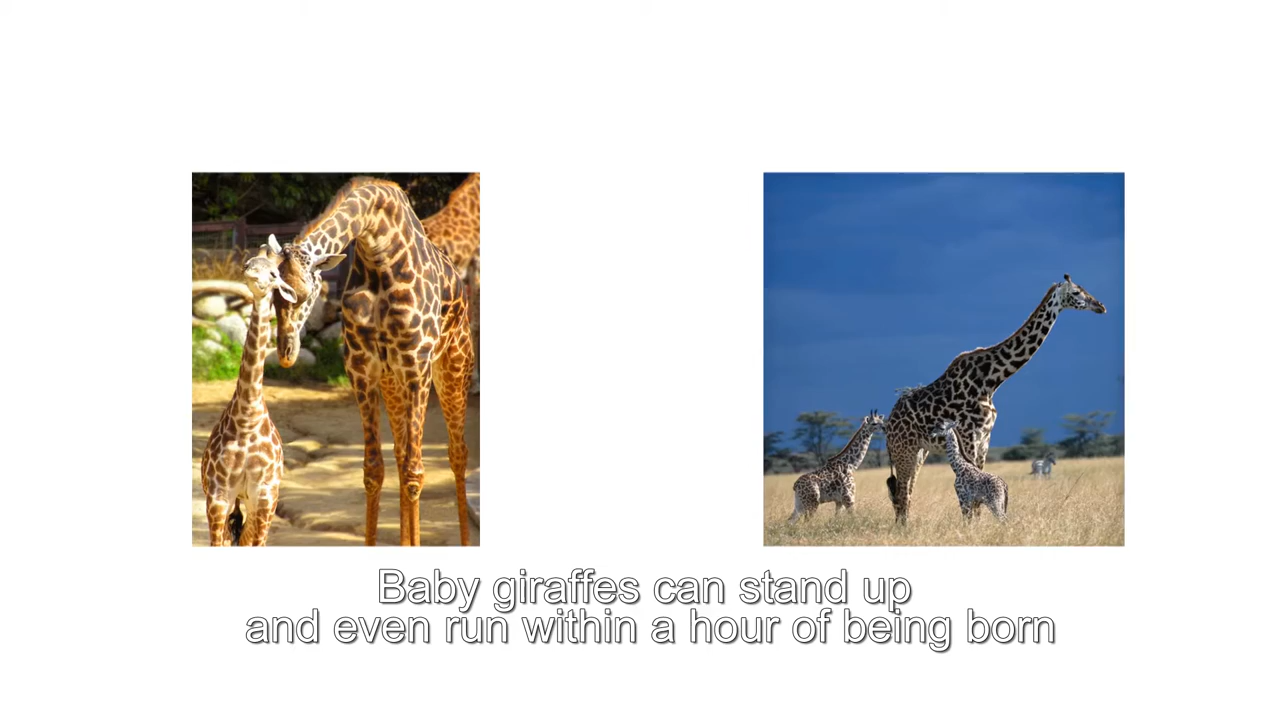 Baby giraffes can stand up
and even run within a hour of being born